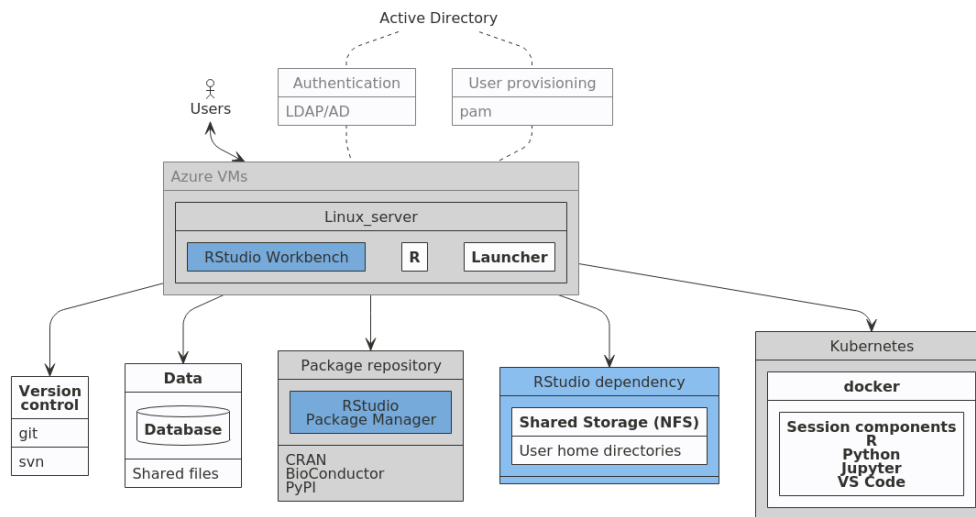 Active Directory
Authentication
LDAP/AD
User provisioning
pam
Users
Azure VMs
Linux_server
RStudio Workbench
R
Launcher
Version
control
git
svn
Data
Database
Shared files
Package repository
RStudio
Package Manager
CRAN
BioConductor
PyPI
RStudio dependency
Shared Storage (NFS)
User home directories
Kubernetes
docker
Session components
R
Python
Jupyter
VS Code